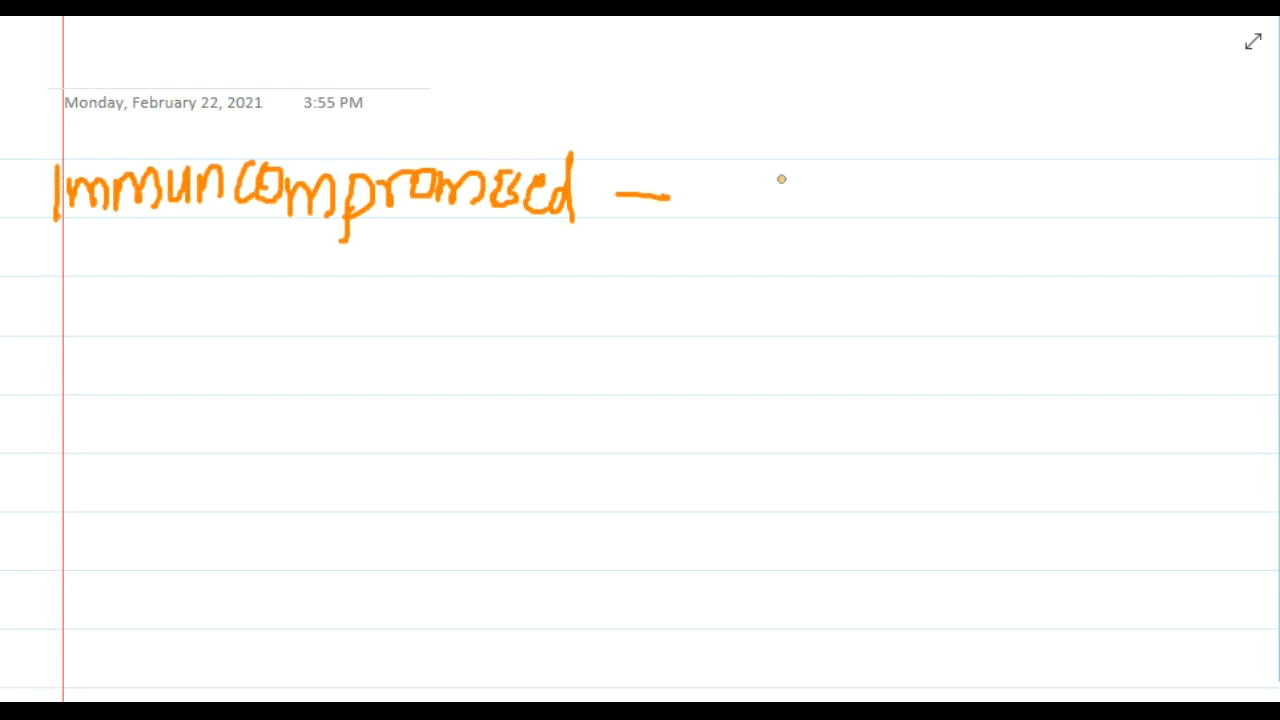 Monday, February 22, 2021 3:55 PM
Immuncompromised —